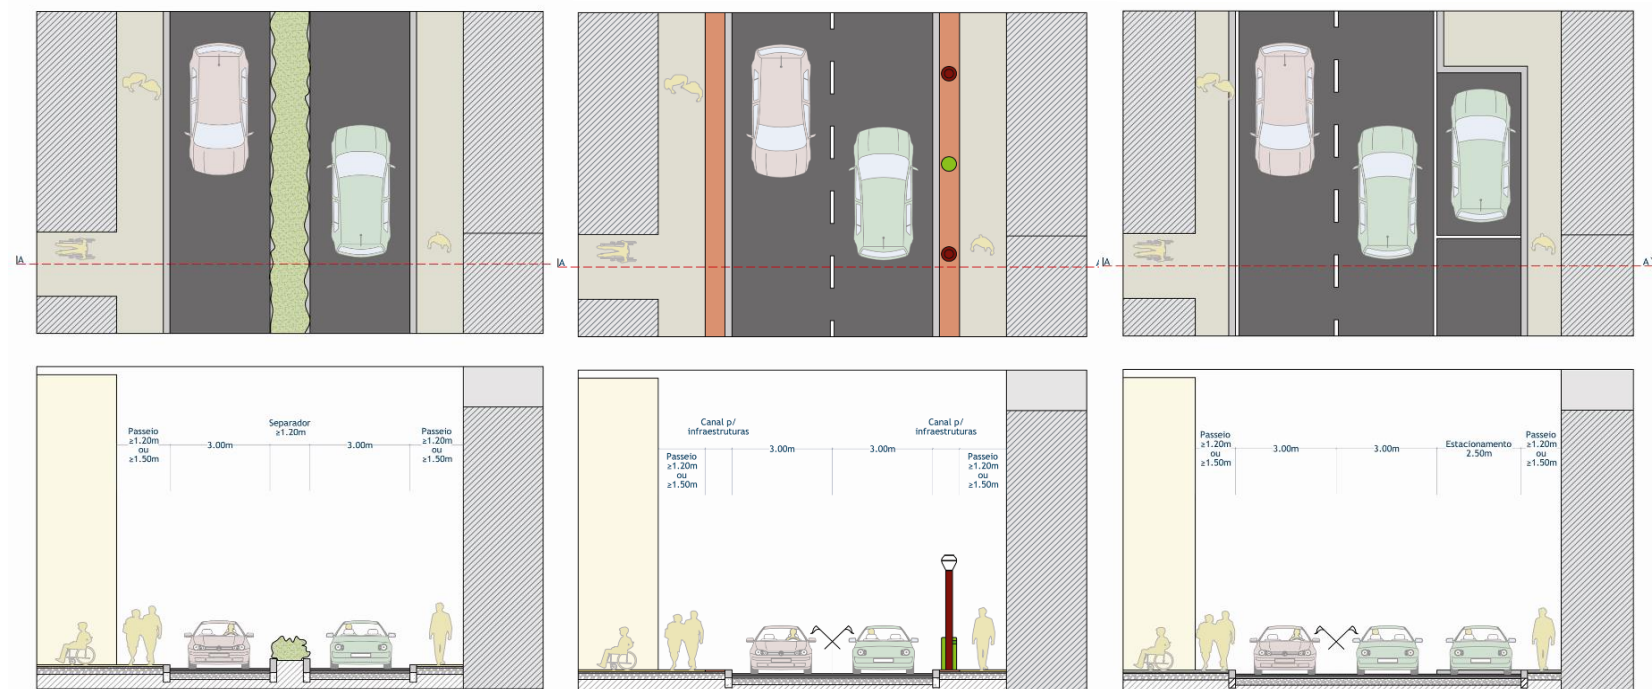 A
A
A
A
A
Passeio
≥1.20m
ou
≥1.50m
3.00m
Separador
≥1.20m
3.00m
Passeio
≥1.20m
ou
≥1.50m
Canal p/
infraestruturas
Passeio
≥1.20m
ou
≥1.50m
3.00m
3.00m
Canal p/
infraestruturas
Passeio
≥1.20m
ou
≥1.50m
Passeio
≥1.20m
ou
≥1.50m
3.00m
3.00m
Estacionamento
2.50m
Passeio
≥1.20m
ou
≥1.50m